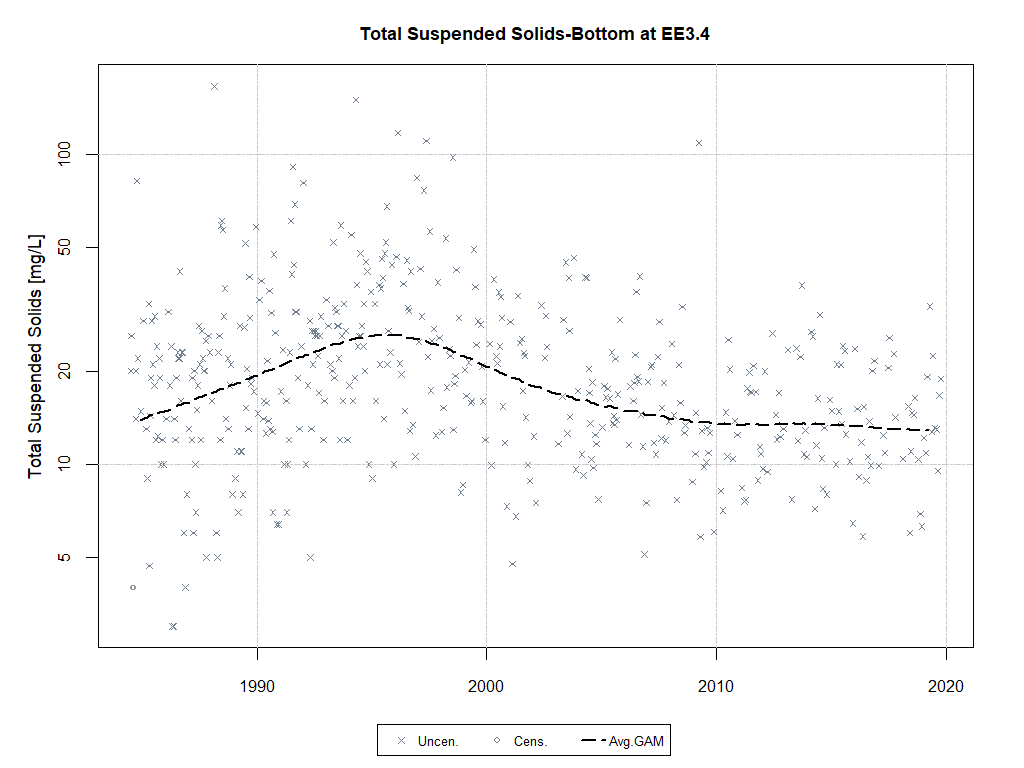 Total Suspended Solids-Bottom at EE3.4
Total Suspended Solids [mg/L]
100
50
20
10
5
1990 2000 2010 2020
Uncen. Cens. Avg.GAM